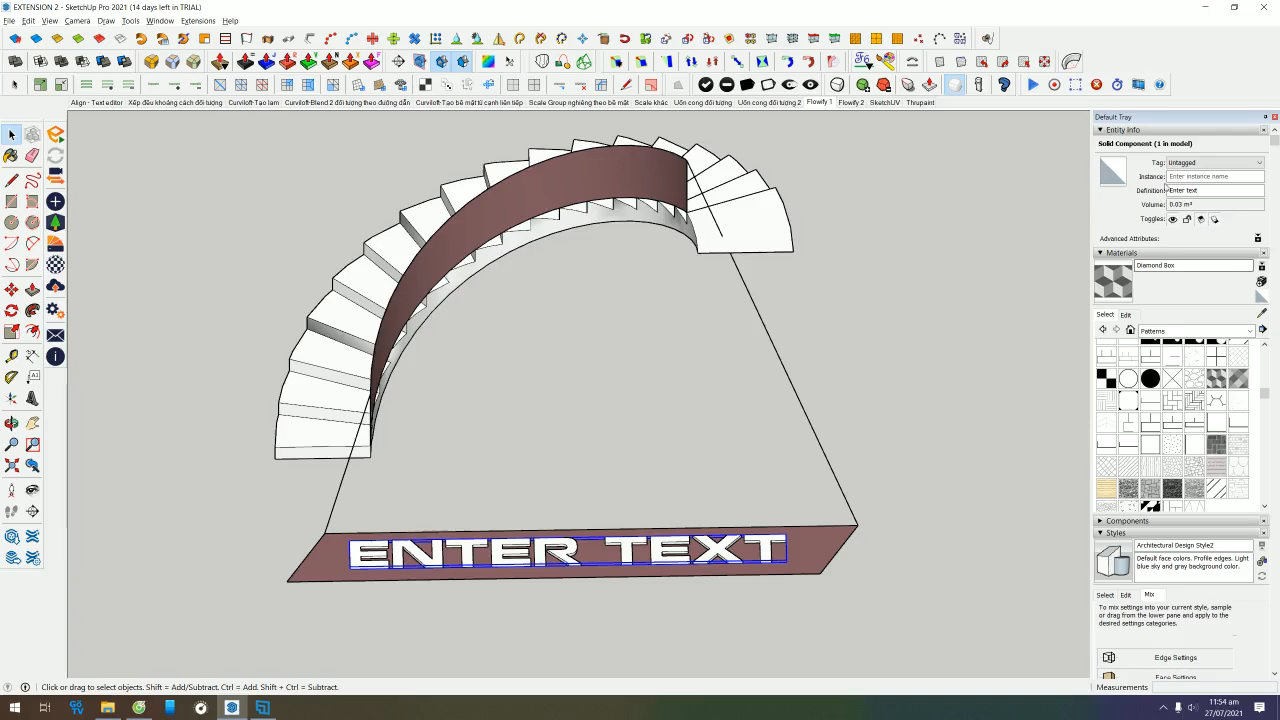 EXTENSION 2 - SketchUp Pro 2021 (14 days left in TRIAL)
File Edit View Camera Draw Tools Window Extensions Help
Align - Text editor Xếp đều khoảng cách đối tượng Curviloft-Tạo lam Curviloft-Blend 2 đối tượng theo đường dẫn Curviloft-Tạo bề mặt từ cạnh liên tiếp Scale Group nghiêng theo bề mặt Scale khác Uốn cong đối tượng Uốn cong đối tượng 2 Flowify 1 Flowify 2 SketchUV Thrupaint
Default Tray
Entity Info
Solid Component (1 in model)
Tag: Untagged
Instance: Enter instance name
Definition: Enter text
Volume: 0.03 m³
Toggles:
Advanced Attributes:
Materials
Diamond Box
Select Edit
Patterns
Components
Styles
Architectural Design Style2
Default face colors. Profile edges. Light blue sky and gray background color.
Select Edit Mix
To mix settings into your current style, sample
or drag from the lower pane and apply to the
desired settings categories.
Edge Settings
Face Settings
ENTER TEXT
Click or drag to select objects. Shift = Add/Subtract. Ctrl = Add. Shift + Ctrl = Subtract.
Measurements
11:54 am
27/07/2021